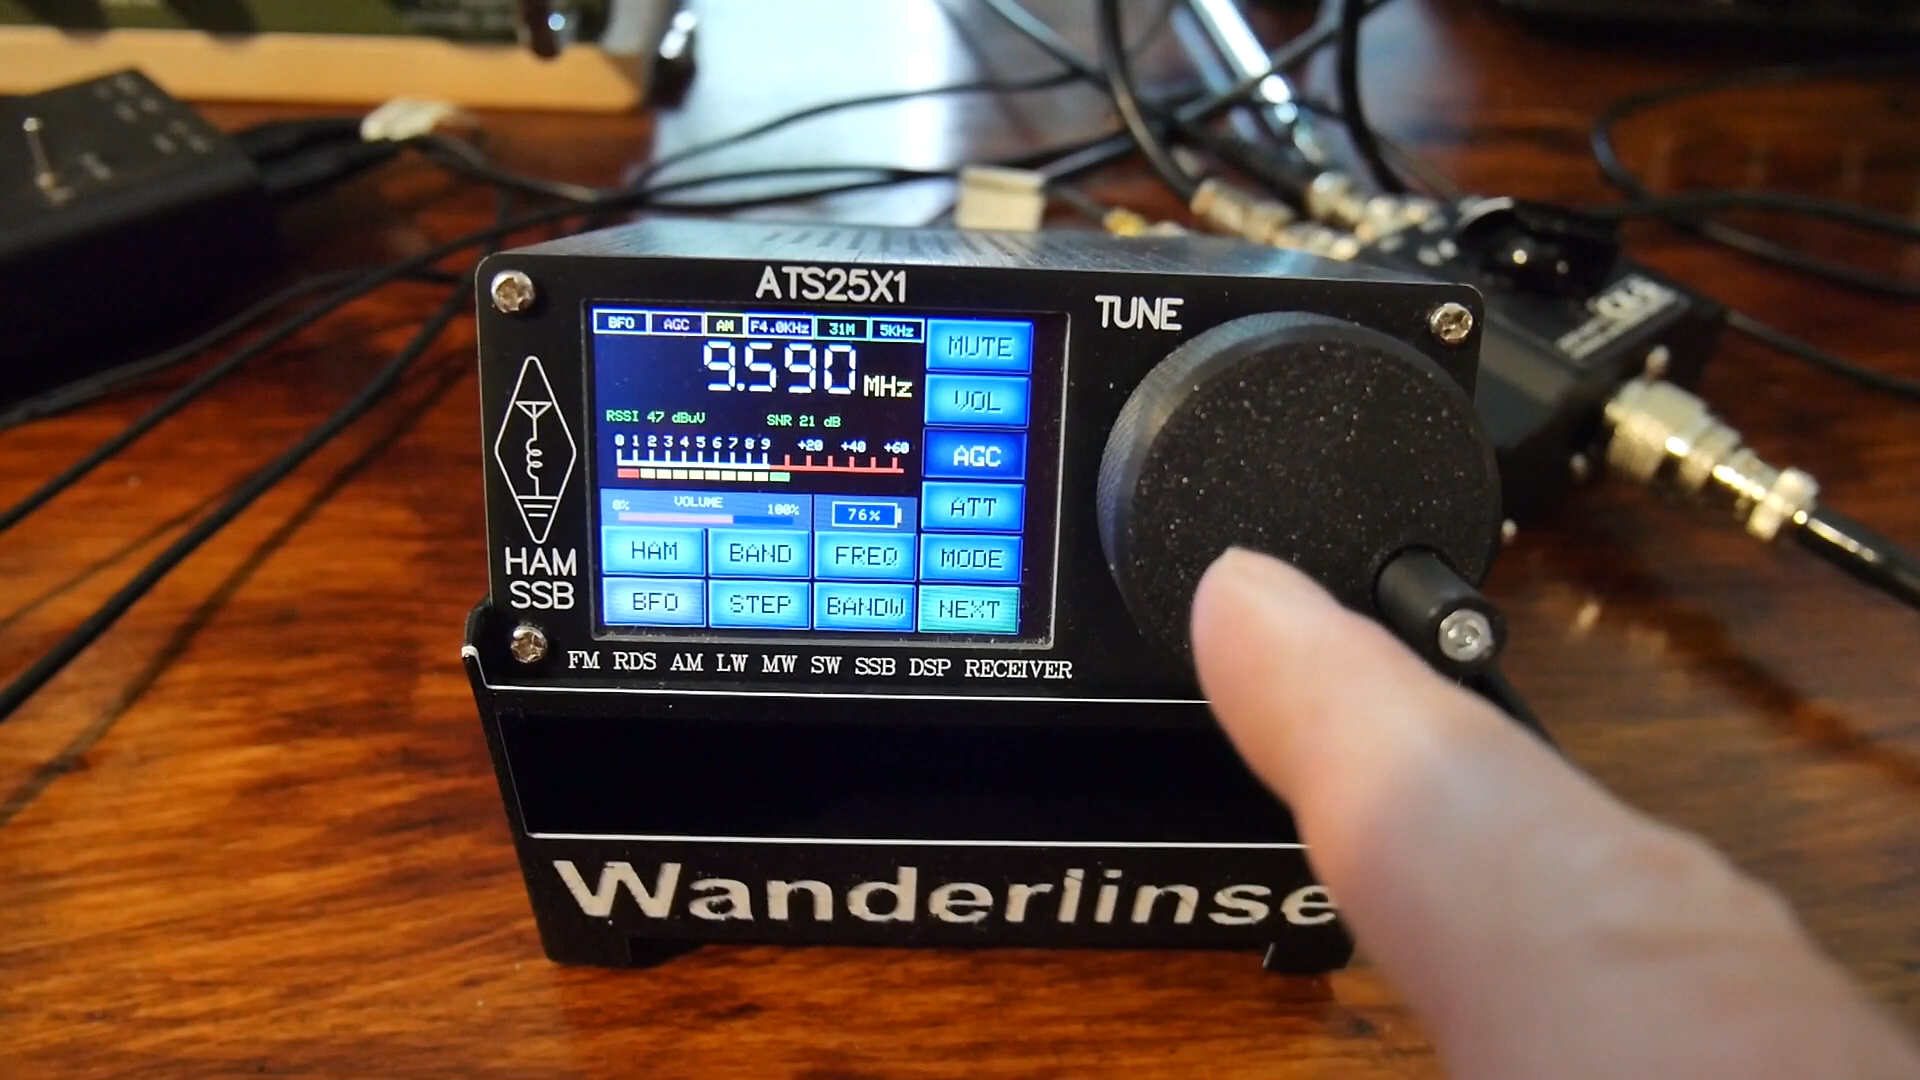 ATS25X1
TUNE
BFO AGC AM F4.0KHz 31M 5KHz
9.590 MHz
RSSI 47 dBuV SNR 21 dB
0 1 2 3 4 5 6 7 8 9 +20 +40 +60
0% VOLUME 100%
76%
MUTE
VOL
AGC
ATT
HAM BAND FREQ MODE
BFO STEP BANDW NEXT
HAM
SSB
FM RDS AM LW MW SW SSB DSP RECEIVER
Wanderlinse